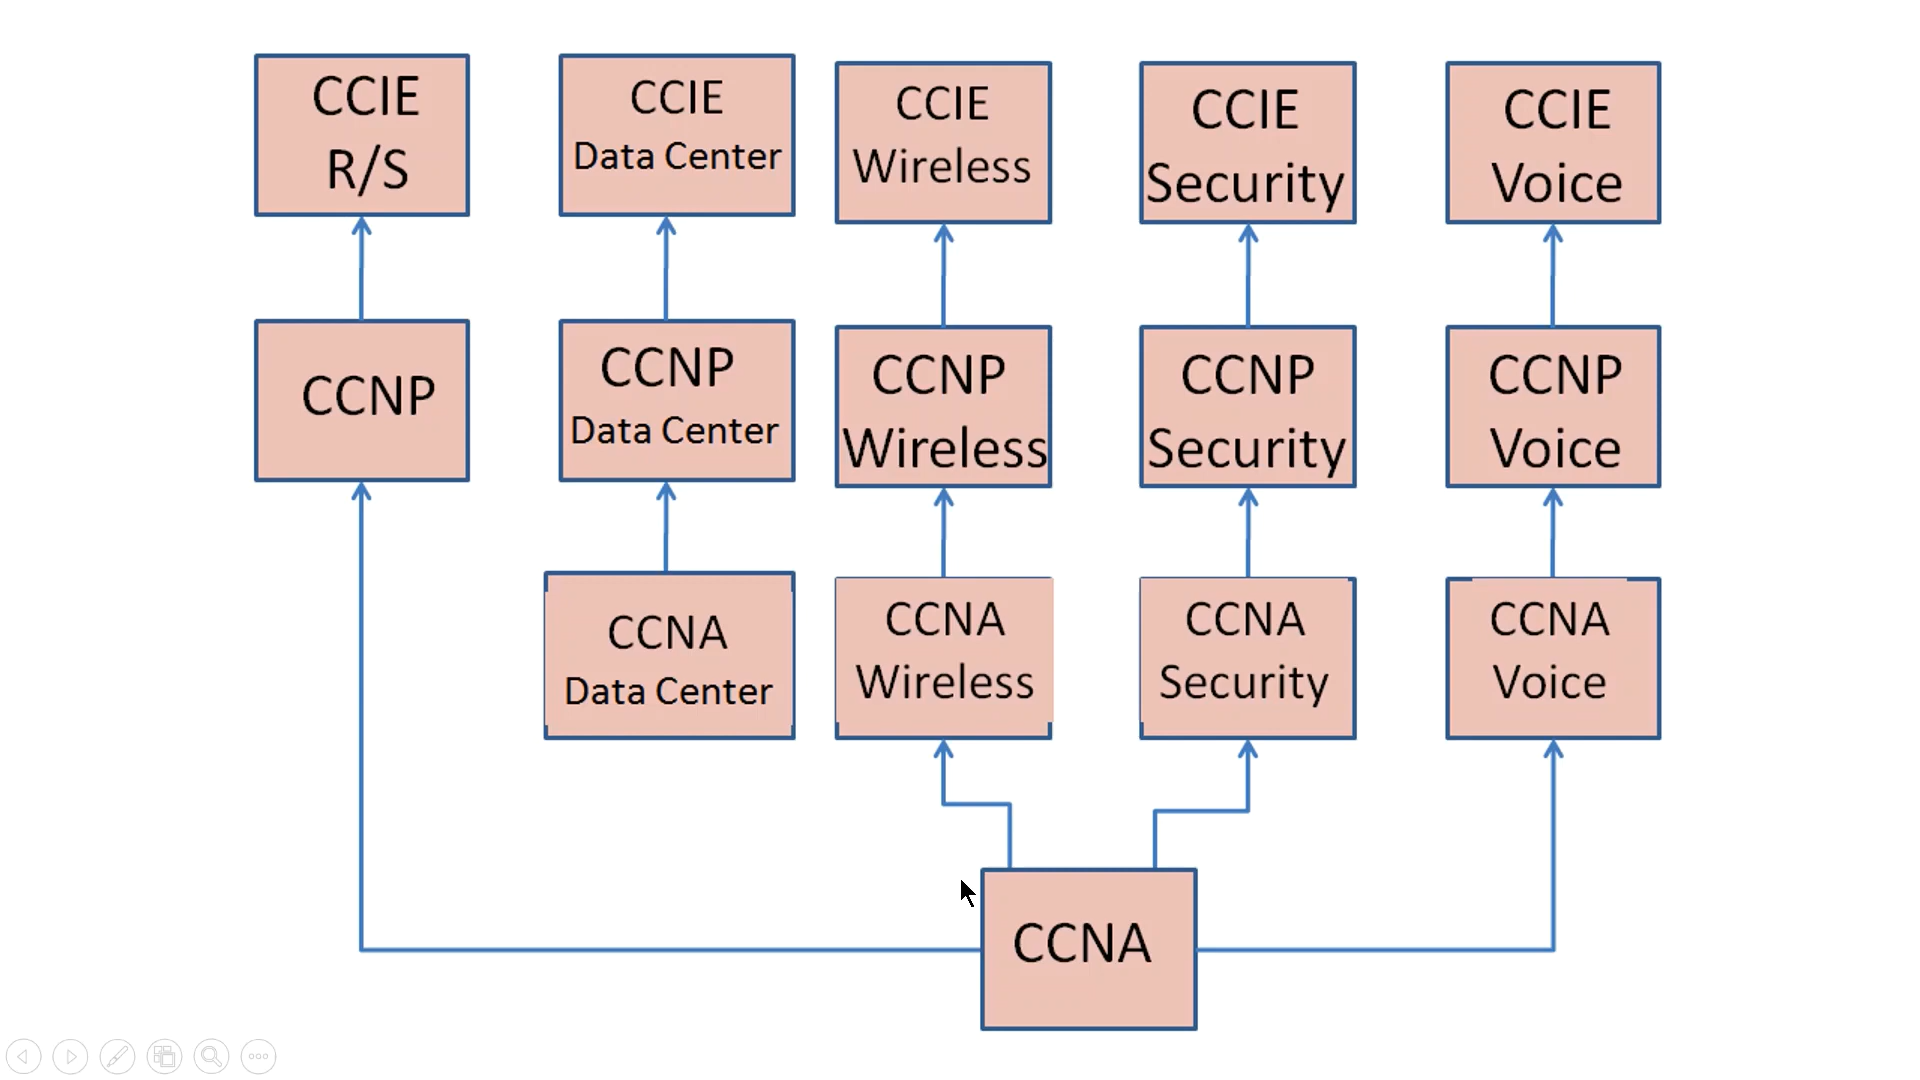 CCIE
R/S
CCIE
Data Center
CCIE
Wireless
CCIE
Security
CCIE
Voice
CCNP
CCNP
Data Center
CCNP
Wireless
CCNP
Security
CCNP
Voice
CCNA
Data Center
CCNA
Wireless
CCNA
Security
CCNA
Voice
CCNA